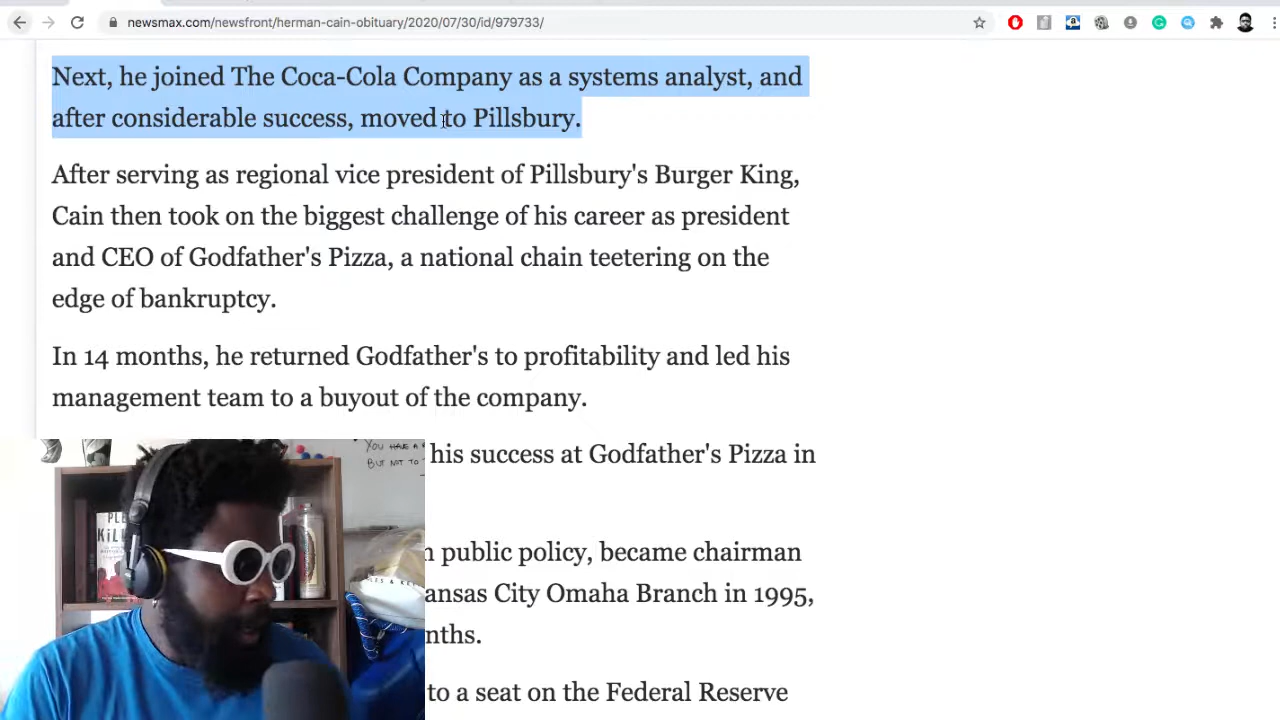 newsmax.com/newsfront/herman-cain-obituary/2020/07/30/id/979733/
Next, he joined The Coca-Cola Company as a systems analyst, and
after considerable success, moved to Pillsbury.
After serving as regional vice president of Pillsbury's Burger King,
Cain then took on the biggest challenge of his career as president
and CEO of Godfather's Pizza, a national chain teetering on the
edge of bankruptcy.
In 14 months, he returned Godfather's to profitability and led his
management team to a buyout of the company.
his success at Godfather's Pizza in
public policy, became chairman
ansas City Omaha Branch in 1995,
nths.
to a seat on the Federal Reserve
YOU HAVE A
BUT NOT TO